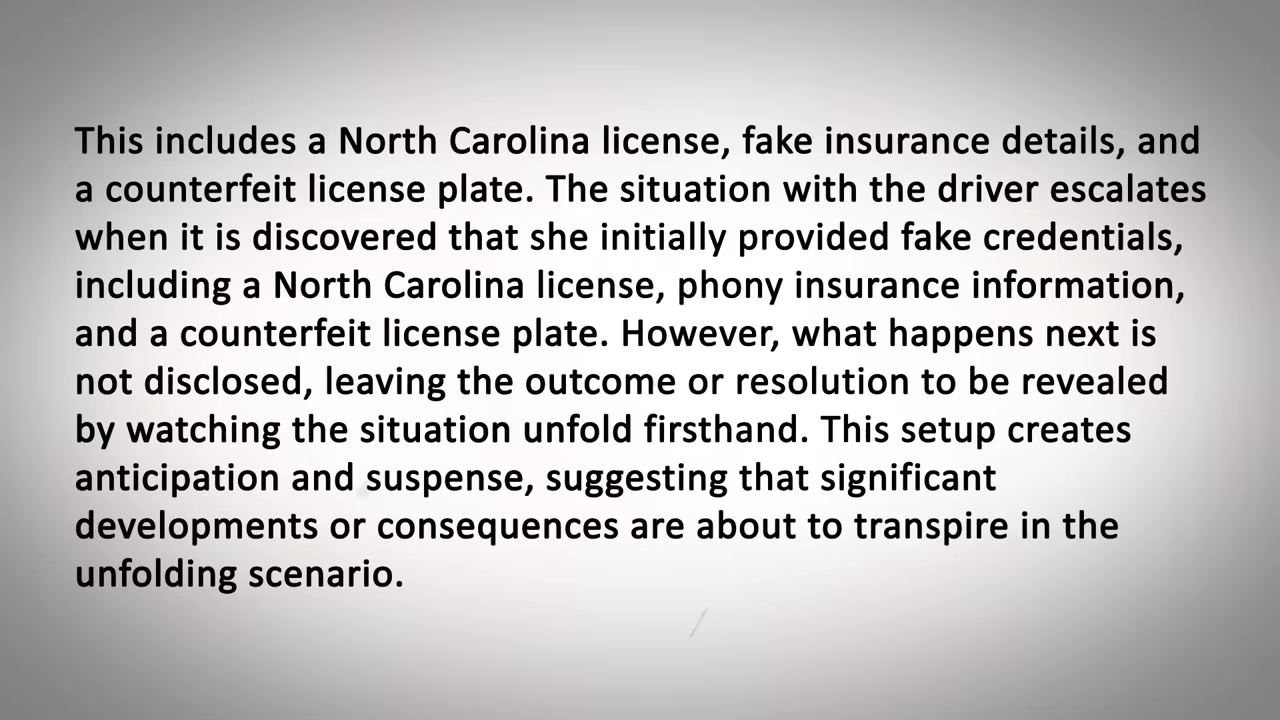 This includes a North Carolina license, fake insurance details, and
a counterfeit license plate. The situation with the driver escalates
when it is discovered that she initially provided fake credentials,
including a North Carolina license, phony insurance information,
and a counterfeit license plate. However, what happens next is
not disclosed, leaving the outcome or resolution to be revealed
by watching the situation unfold firsthand. This setup creates
anticipation and suspense, suggesting that significant
developments or consequences are about to transpire in the
unfolding scenario.